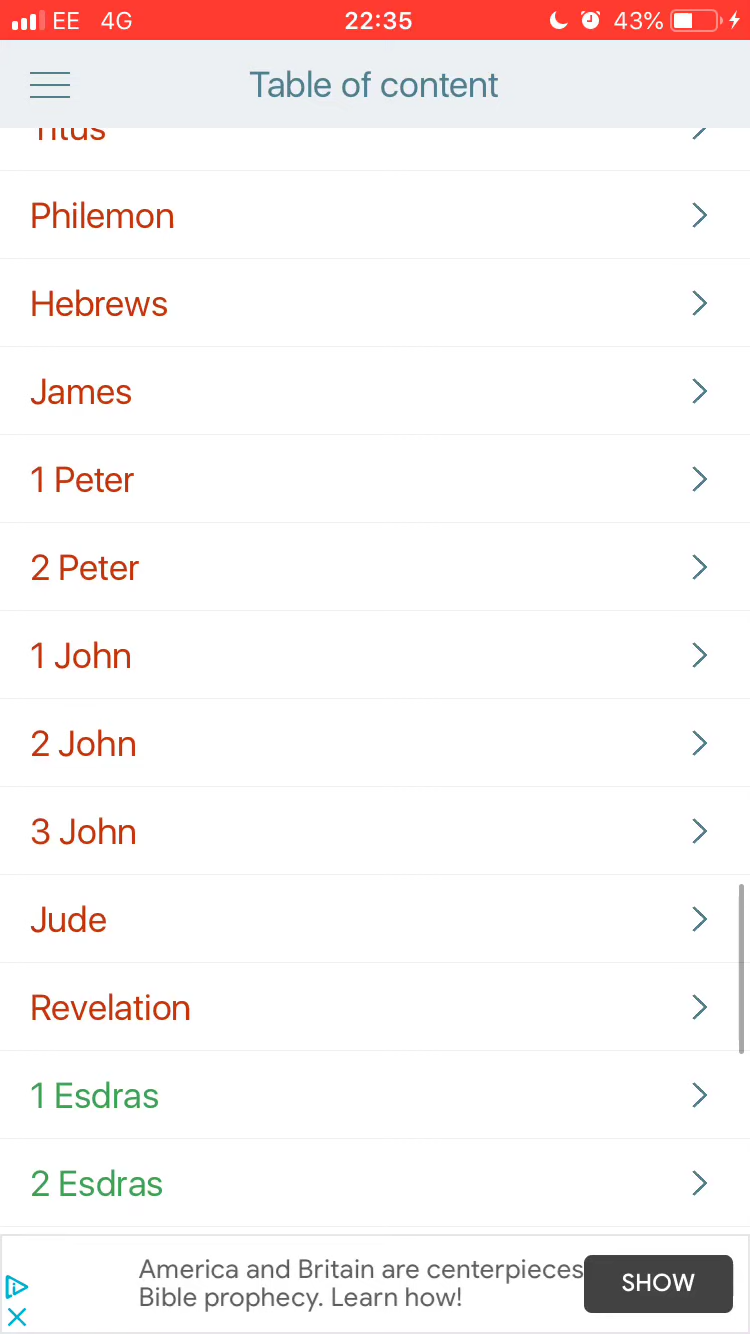 EE 4G 22:35 43%
Table of content
Titus
Philemon
Hebrews
James
1 Peter
2 Peter
1 John
2 John
3 John
Jude
Revelation
1 Esdras
2 Esdras
America and Britain are centerpieces
Bible prophecy. Learn how!
SHOW